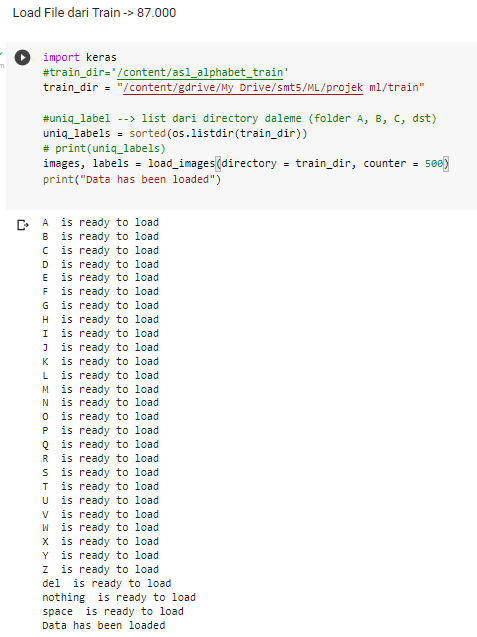 Load File dari Train -> 87.000
import keras
#train_dir='/content/asl_alphabet_train'
train_dir = "/content/gdrive/My Drive/smt5/ML/projek ml/train"
#uniq_label --> list dari directory daleme (folder A, B, C, dst)
uniq_labels = sorted(os.listdir(train_dir))
# print(uniq_labels)
images, labels = load_images(directory = train_dir, counter = 500)
print("Data has been loaded")
A is ready to load
B is ready to load
C is ready to load
D is ready to load
E is ready to load
F is ready to load
G is ready to load
H is ready to load
I is ready to load
J is ready to load
K is ready to load
L is ready to load
M is ready to load
N is ready to load
O is ready to load
P is ready to load
Q is ready to load
R is ready to load
S is ready to load
T is ready to load
U is ready to load
V is ready to load
W is ready to load
X is ready to load
Y is ready to load
Z is ready to load
del is ready to load
nothing is ready to load
space is ready to load
Data has been loaded